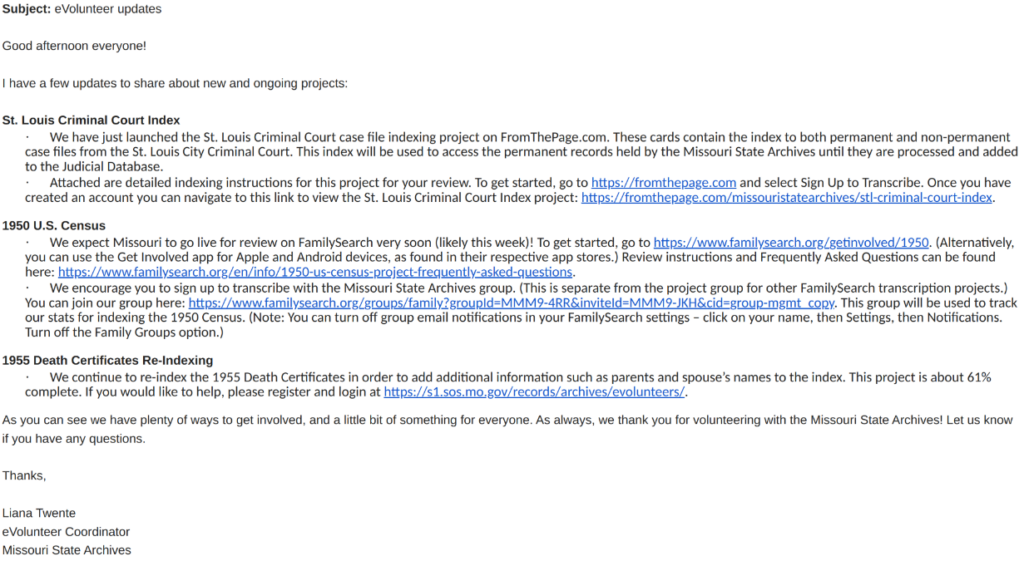 Subject: eVolunteer updates
Good afternoon everyone!
I have a few updates to share about new and ongoing projects:
St. Louis Criminal Court Index
· We have just launched the St. Louis Criminal Court case file indexing project on FromThePage.com. These cards contain the index to both permanent and non-permanent
case files from the St. Louis City Criminal Court. This index will be used to access the permanent records held by the Missouri State Archives until they are processed and added
to the Judicial Database.
· Attached are detailed indexing instructions for this project for your review. To get started, go to https://fromthepage.com and select Sign Up to Transcribe. Once you have
created an account you can navigate to this link to view the St. Louis Criminal Court Index project: https://fromthepage.com/missouristatearchives/stl-criminal-court-index.
1950 U.S. Census
· We expect Missouri to go live for review on FamilySearch very soon (likely this week)! To get started, go to https://www.familysearch.org/getinvolved/1950. (Alternatively,
you can use the Get Involved app for Apple and Android devices, as found in their respective app stores.) Review instructions and Frequently Asked Questions can be found
here: https://www.familysearch.org/en/info/1950-us-census-project-frequently-asked-questions.
· We encourage you to sign up to transcribe with the Missouri State Archives group. (This is separate from the project group for other FamilySearch transcription projects.)
You can join our group here: https://www.familysearch.org/groups/family?groupId=MMM9-4RR&inviteId=MMM9-JKH&cid=group-mgmt_copy. This group will be used to track
our stats for indexing the 1950 Census. (Note: You can turn off group email notifications in your FamilySearch settings – click on your name, then Settings, then Notifications.
Turn off the Family Groups option.)
1955 Death Certificates Re-Indexing
· We continue to re-index the 1955 Death Certificates in order to add additional information such as parents and spouse's names to the index. This project is about 61%
complete. If you would like to help, please register and login at https://s1.sos.mo.gov/records/archives/evolunteers/.
As you can see we have plenty of ways to get involved, and a little bit of something for everyone. As always, we thank you for volunteering with the Missouri State Archives! Let us know
if you have any questions.
Thanks,
Liana Twente
eVolunteer Coordinator
Missouri State Archives